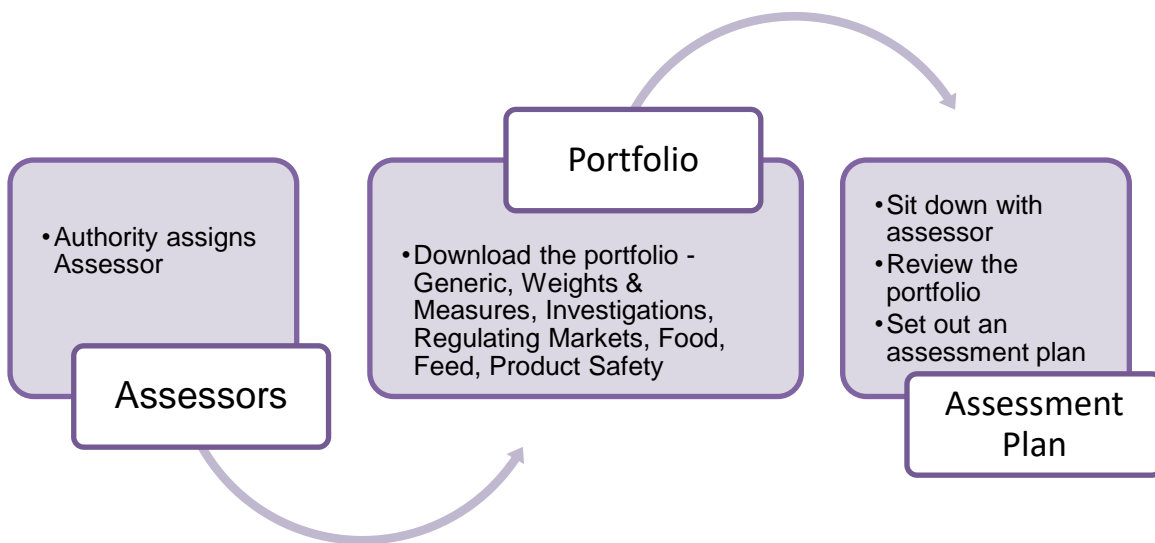 •Authority assigns
Assessor
Assessors
Portfolio
•Download the portfolio -
Generic, Weights &
Measures, Investigations,
Regulating Markets, Food,
Feed, Product Safety
•Sit down with
assessor
•Review the
portfolio
•Set out an
assessment plan
Assessment
Plan